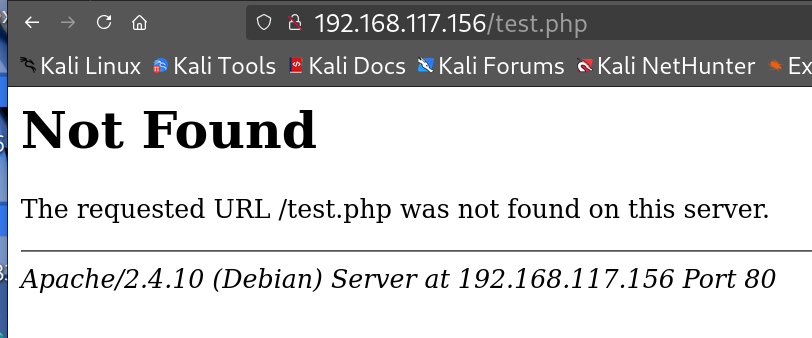 192.168.117.156/test.php
Kali Linux Kali Tools Kali Docs Kali Forums Kali NetHunter Ex
Not Found
The requested URL /test.php was not found on this server.
Apache/2.4.10 (Debian) Server at 192.168.117.156 Port 80